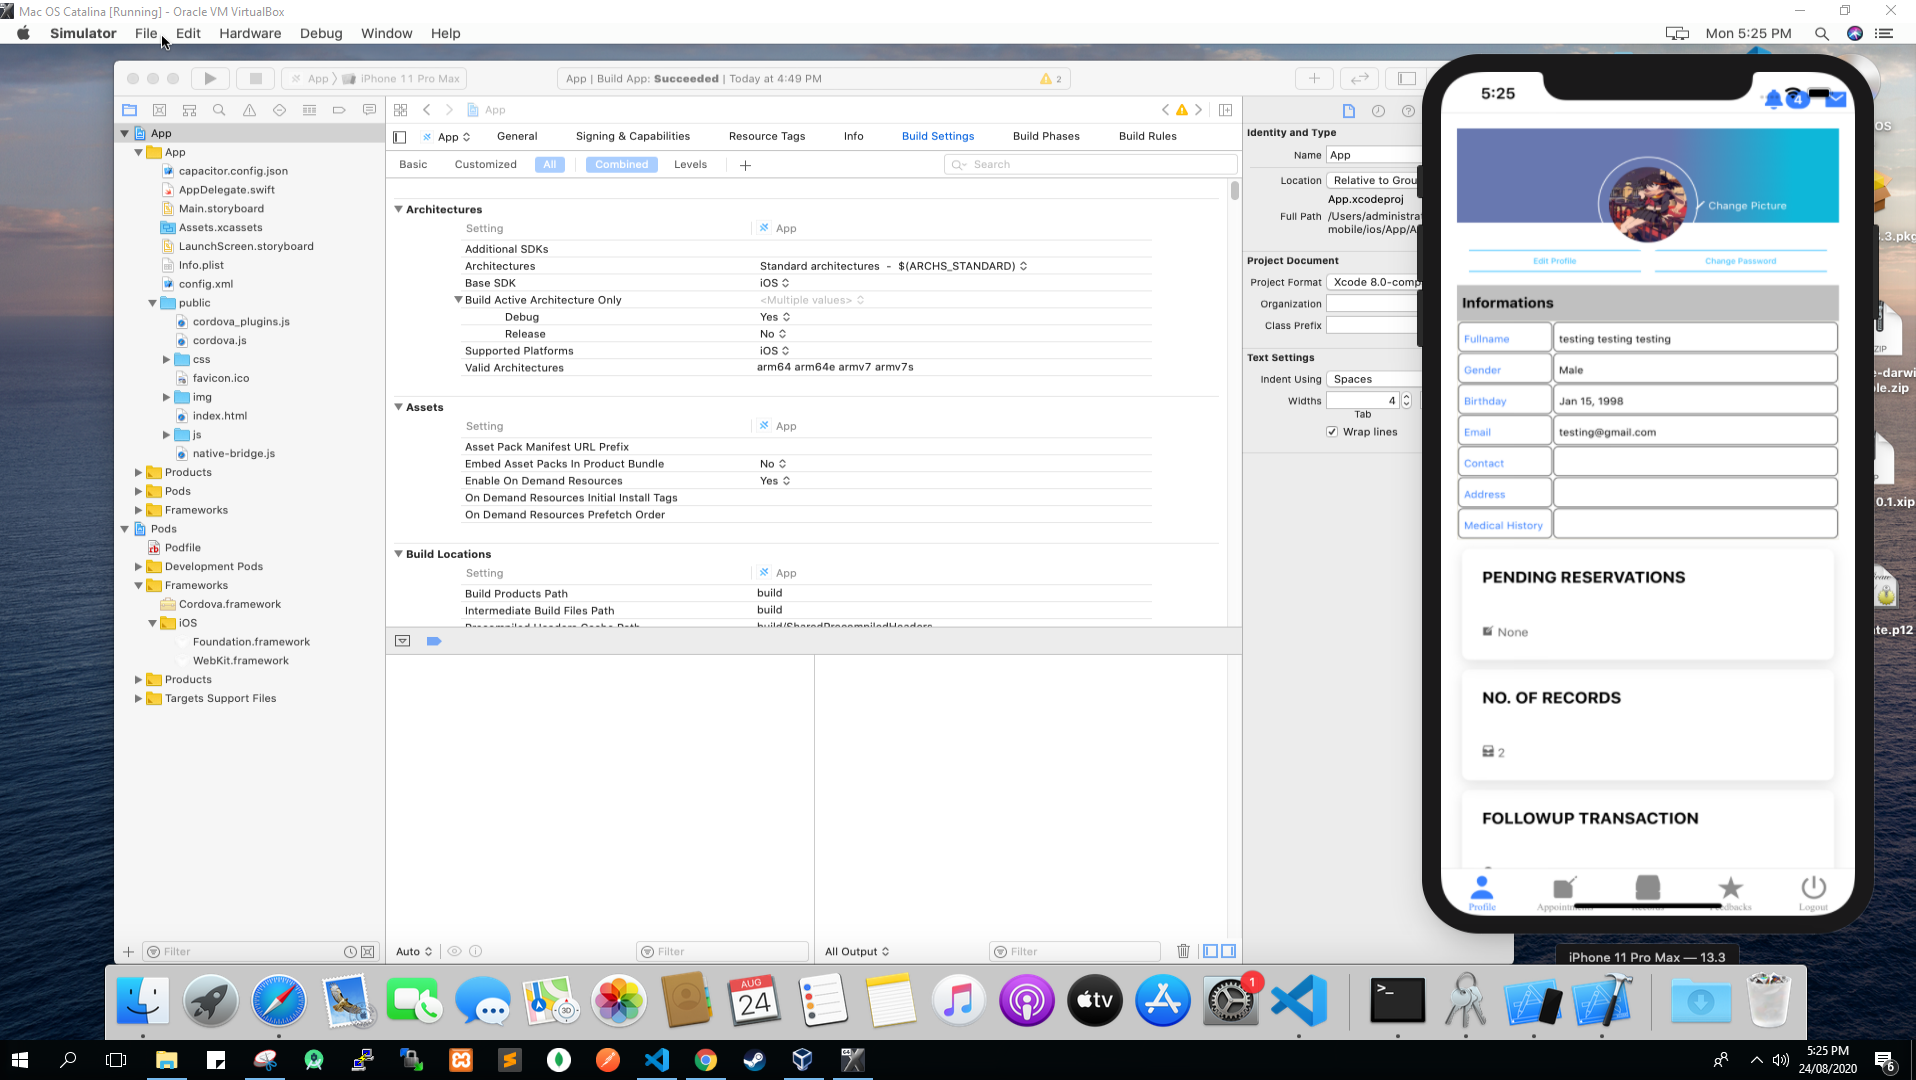 Mac OS Catalina [Running] - Oracle VM VirtualBox
Simulator File Edit Hardware Debug Window Help
Mon 5:25 PM
App iPhone 11 Pro Max
App | Build App: Succeeded | Today at 4:49 PM
2
App
App
App
capacitor.config.json
AppDelegate.swift
Main.storyboard
Assets.xcassets
LaunchScreen.storyboard
Info.plist
config.xml
public
cordova_plugins.js
cordova.js
css
favicon.ico
img
index.html
js
native-bridge.js
Products
Pods
Frameworks
Pods
Podfile
Development Pods
Frameworks
Cordova.framework
iOS
Foundation.framework
WebKit.framework
Products
Targets Support Files
Filter
App General Signing & Capabilities Resource Tags Info Build Settings Build Phases Build Rules
Basic Customized All Combined Levels
Search
Architectures
Setting App
Additional SDKs
Architectures Standard architectures - $(ARCHS_STANDARD)
Base SDK iOS
Build Active Architecture Only <Multiple values>
Debug Yes
Release No
Supported Platforms iOS
Valid Architectures arm64 arm64e armv7 armv7s
Assets
Setting App
Asset Pack Manifest URL Prefix
Embed Asset Packs In Product Bundle No
Enable On Demand Resources Yes
On Demand Resources Initial Install Tags
On Demand Resources Prefetch Order
Build Locations
Setting App
Build Products Path build
Intermediate Build Files Path build
Precompiled Headers Cache Path build/SharedPrecompiledHeaders
Auto Filter
All Output Filter
Identity and Type
Name App
Location Relative to Grou
App.xcodeproj
Full Path /Users/administra
mobile/ios/App/A
Project Document
Project Format Xcode 8.0-comp
Organization
Class Prefix
Text Settings
Indent Using Spaces
Widths 4
Tab
Wrap lines
5:25
4
Change Picture
Edit Profile Change Password
Informations
Fullname testing testing testing
Gender Male
Birthday Jan 15, 1998
Email testing@gmail.com
Contact
Address
Medical History
PENDING RESERVATIONS
None
NO. OF RECORDS
2
FOLLOWUP TRANSACTION
Profile Logout
iPhone 11 Pro Max — 13.3
OS
.3.pkg
ZIP
-darwi
le.zip
0.1.xip
te.p12
AUG
24
3D
tv
1
5:25 PM
24/08/2020
6